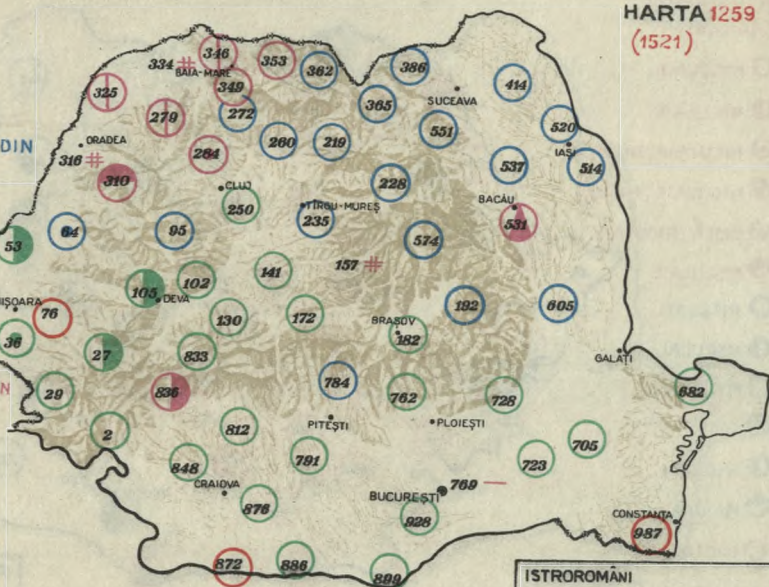 HARTA 1259
(1521)
334 # 346 353 362 386
BAIA-MARE
325 349 365 414
SUCEAVA
279 272 551 520
DIN ORADEA 260 219 IAȘI
316 # 284 537 514
310 CLUJ 228
250 TÎRGU-MUREȘ BACĂU
64 95 235 531
53 574
141 157 #
105 102
DEVA 192 605
MIȘOARA 76 130 172 BRAȘOV
36 182
27 833 GALAȚI
N 836 784 762 728 682
29
PITEȘTI PLOIEȘTI
2 812 705
848 791 723
CRAIOVA 769 —
876 BUCUREȘTI
928 CONSTANȚA
987
872 886 899
ISTROROMÂNI